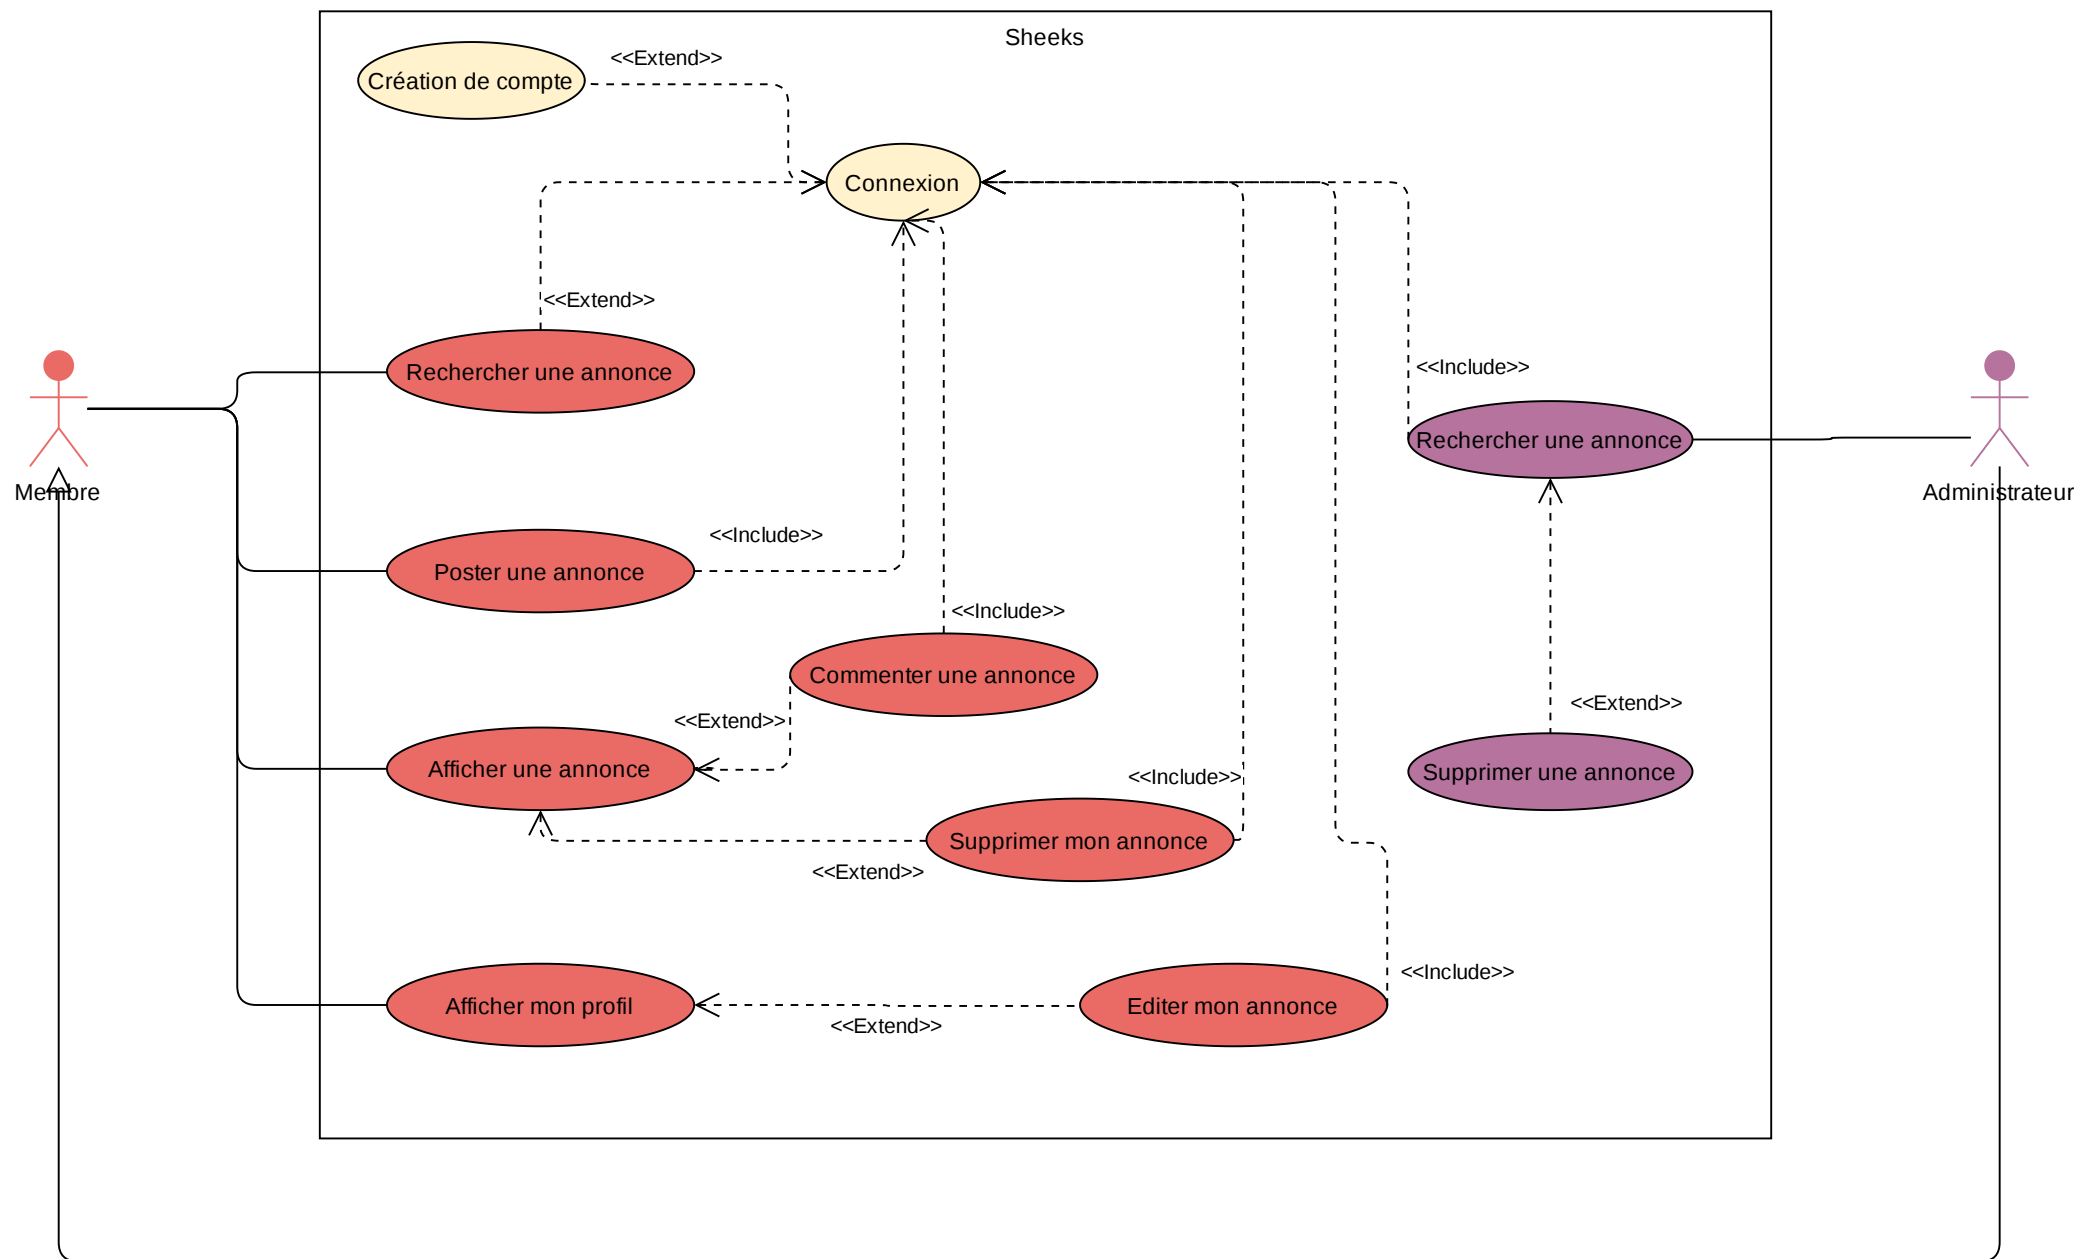 Sheeks
<<Extend>>
Création de compte
Connexion
<<Extend>>
<<Include>>
Rechercher une annonce
Rechercher une annonce
Membre
Administrateur
<<Include>>
Poster une annonce
<<Include>>
Commenter une annonce
<<Extend>>
<<Extend>>
Afficher une annonce
<<Include>>
Supprimer une annonce
Supprimer mon annonce
<<Extend>>
<<Include>>
Afficher mon profil
Editer mon annonce
<<Extend>>